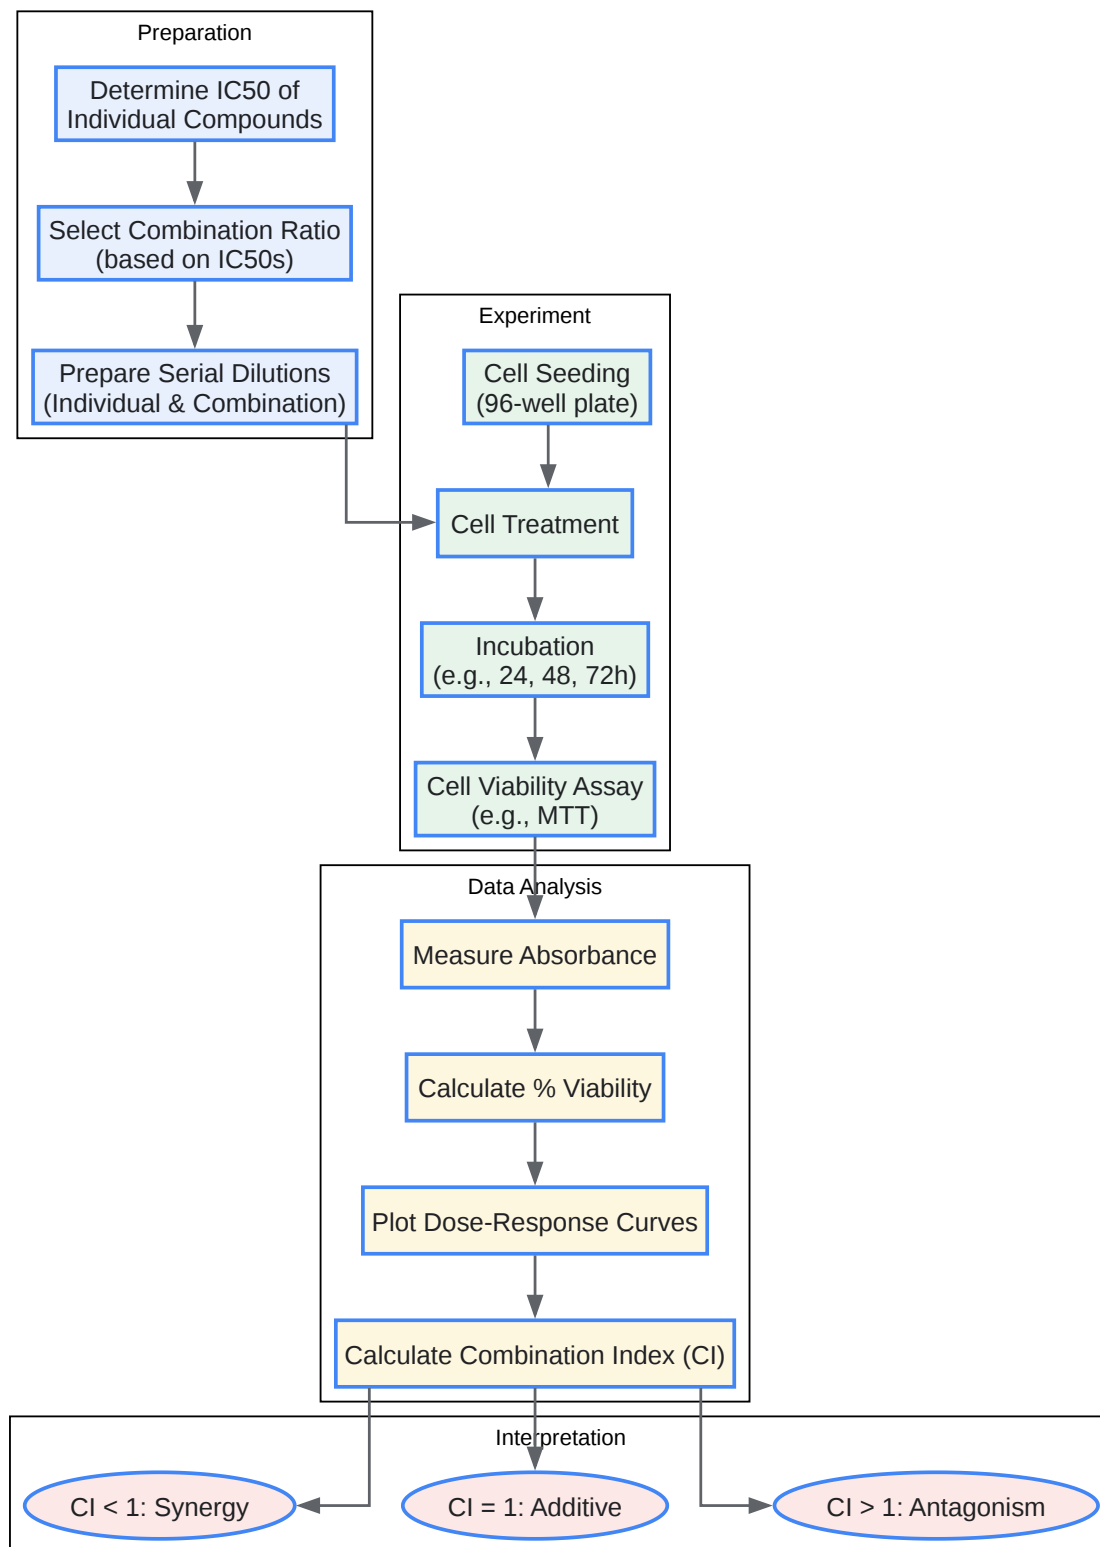 Preparation
Determine IC50 of
Individual Compounds
Select Combination Ratio
(based on IC50s)
Prepare Serial Dilutions
(Individual & Combination)
Experiment
Cell Seeding
(96-well plate)
Cell Treatment
Incubation
(e.g., 24, 48, 72h)
Cell Viability Assay
(e.g., MTT)
Data Analysis
Measure Absorbance
Calculate % Viability
Plot Dose-Response Curves
Calculate Combination Index (CI)
Interpretation
CI < 1: Synergy
CI = 1: Additive
CI > 1: Antagonism